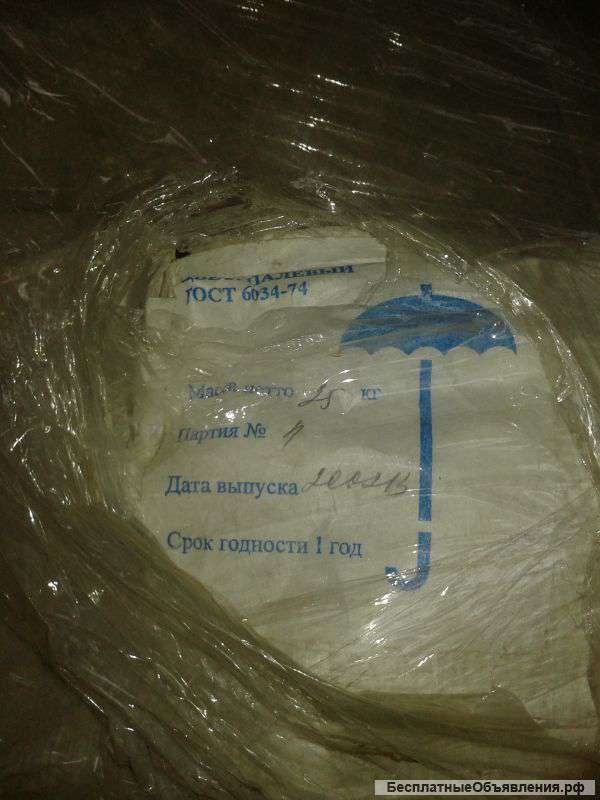 ГОСТ 6034-74
Масса нетто 25 кг
Партия №
Дата выпуска
Срок годности 1 год
БесплатныеОбъявления.рф